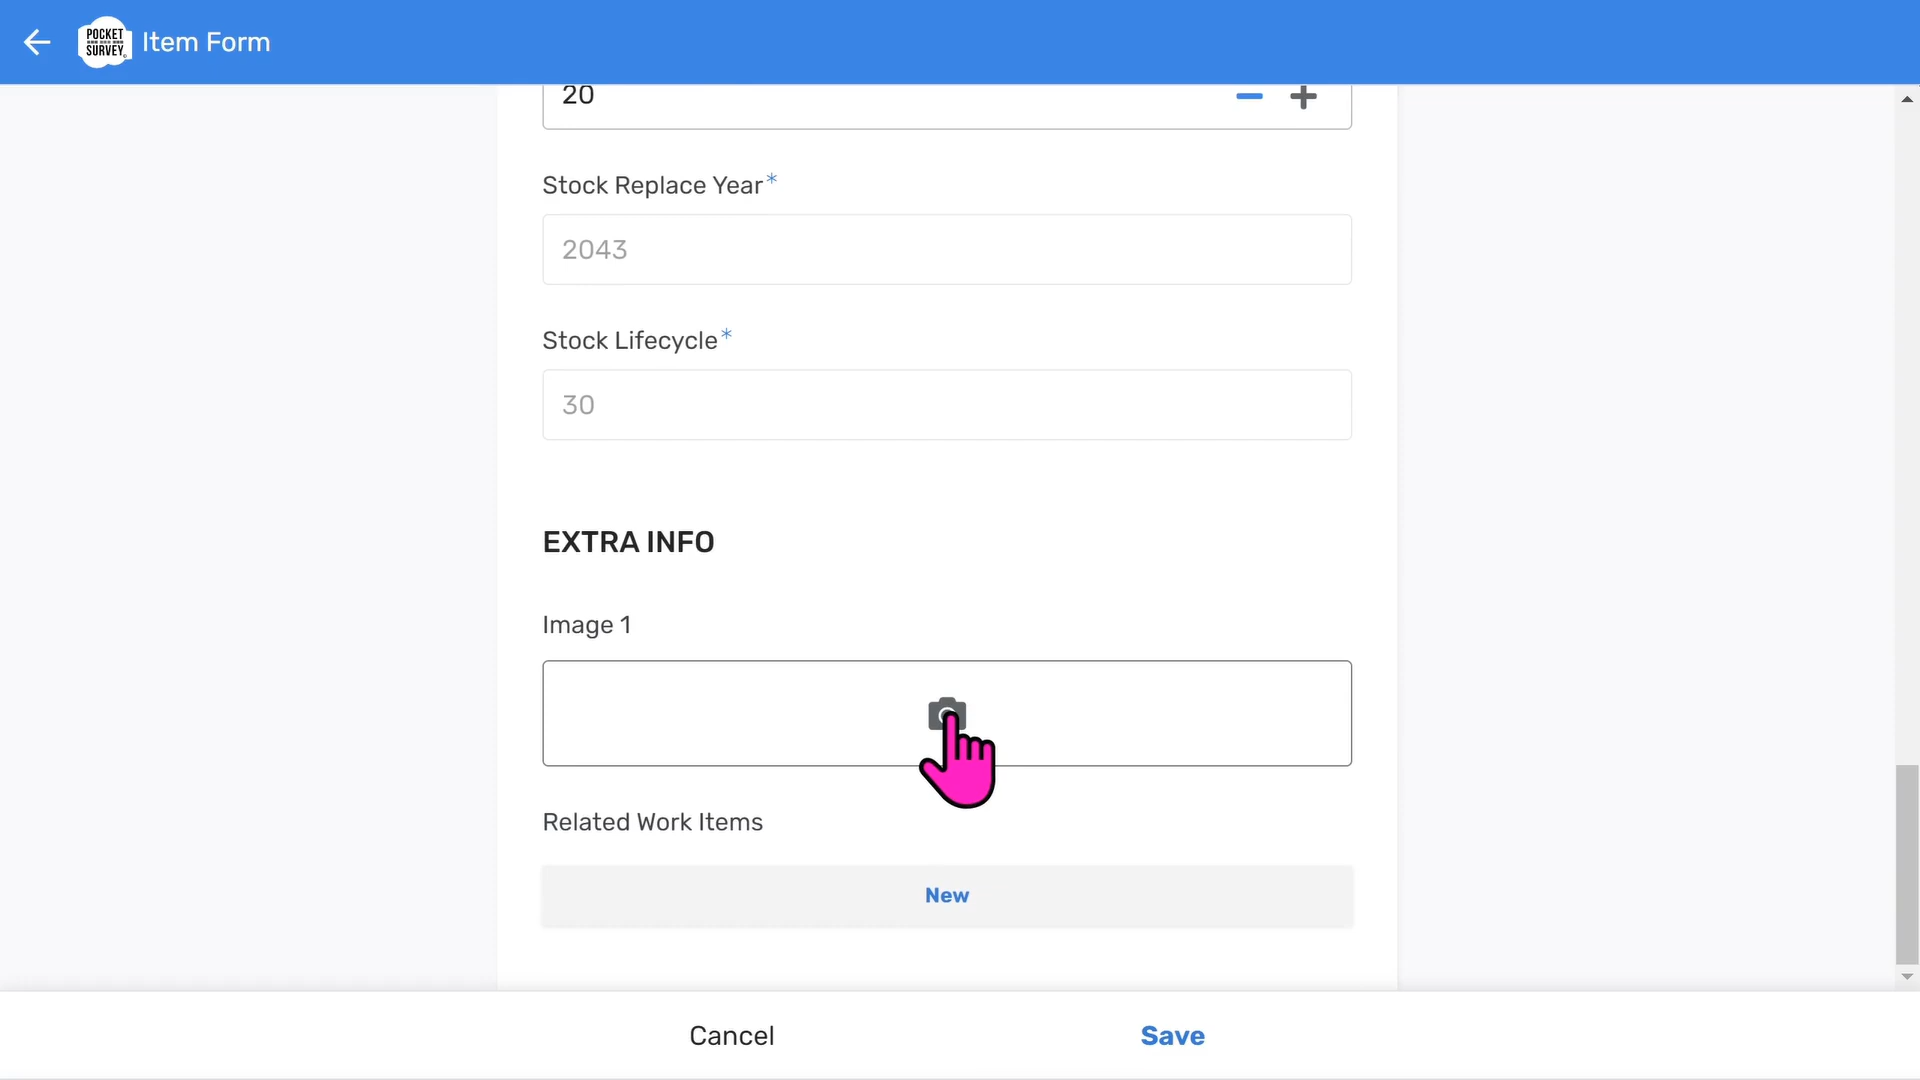 POCKET
SURVEY
Item Form
20
Stock Replace Year*
2043
Stock Lifecycle*
30
EXTRA INFO
Image 1
Related Work Items
New
Cancel
Save